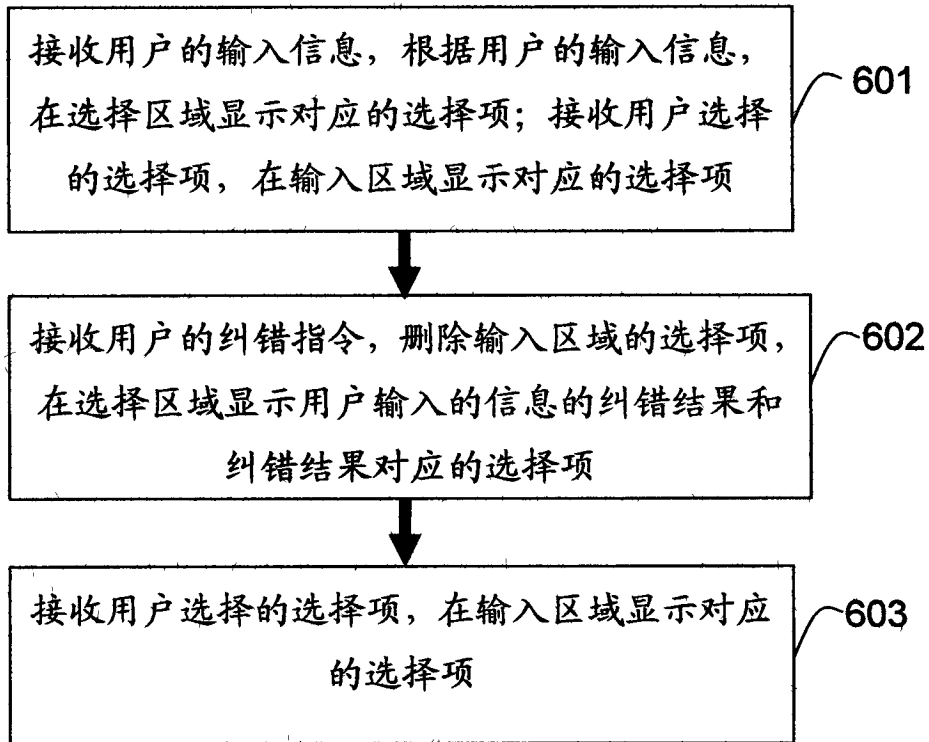 接收用户的输入信息，根据用户的输入信息，
在选择区域显示对应的选择项；接收用户选择
的选择项，在输入区域显示对应的选择项
601
接收用户的纠错指令，删除输入区域的选择项，
在选择区域显示用户输入的信息的纠错结果和
纠错结果对应的选择项
602
接收用户选择的选择项，在输入区域显示对应
的选择项
603